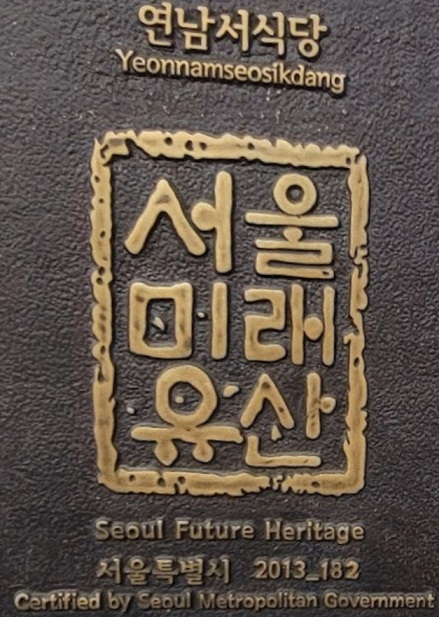 연남서식당
Yeonnamseosikdang
서울
미래
유산
Seoul Future Heritage
서울특별시 2013_182
Certified by Seoul Metropolitan Government